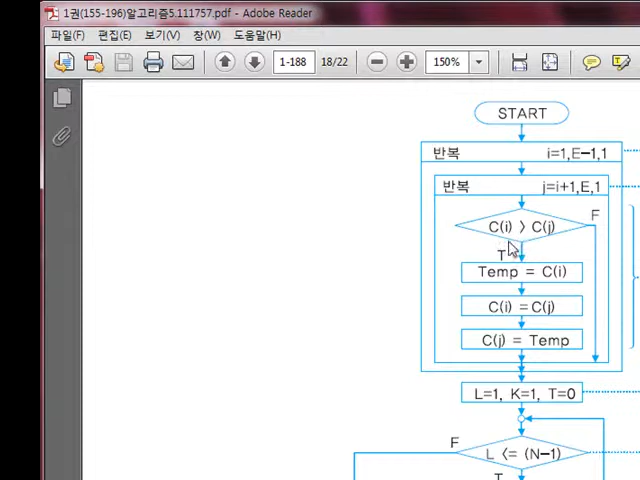 1권(155-196)알고리즘5.111757.pdf - Adobe Reader
파일(F) 편집(E) 보기(V) 창(W) 도움말(H)
1-188 18/22 150%
START
반복 i=1,E-1,1
반복 j=i+1,E,1
C(i) > C(j)
F
T
Temp = C(i)
C(i) = C(j)
C(j) = Temp
L=1, K=1, T=0
F
L <= (N-1)
T